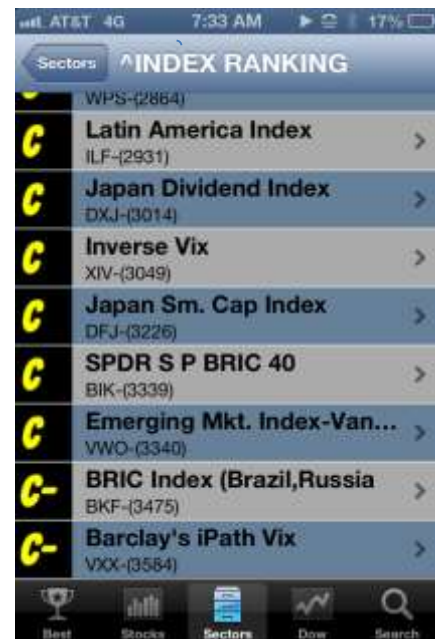 AT&T 4G 7:33 AM 17%
Sectors ^INDEX RANKING
WPS-(2864)
C Latin America Index
ILF-(2931)
C Japan Dividend Index
DXJ-(3014)
C Inverse Vix
XIV-(3049)
C Japan Sm. Cap Index
DFJ-(3226)
C SPDR S P BRIC 40
BIK-(3339)
C Emerging Mkt. Index-Van...
VWO-(3340)
C- BRIC Index (Brazil,Russia
BKF-(3475)
C- Barclay's iPath Vix
VXX-(3584)
Best Stocks Sectors Dow Search